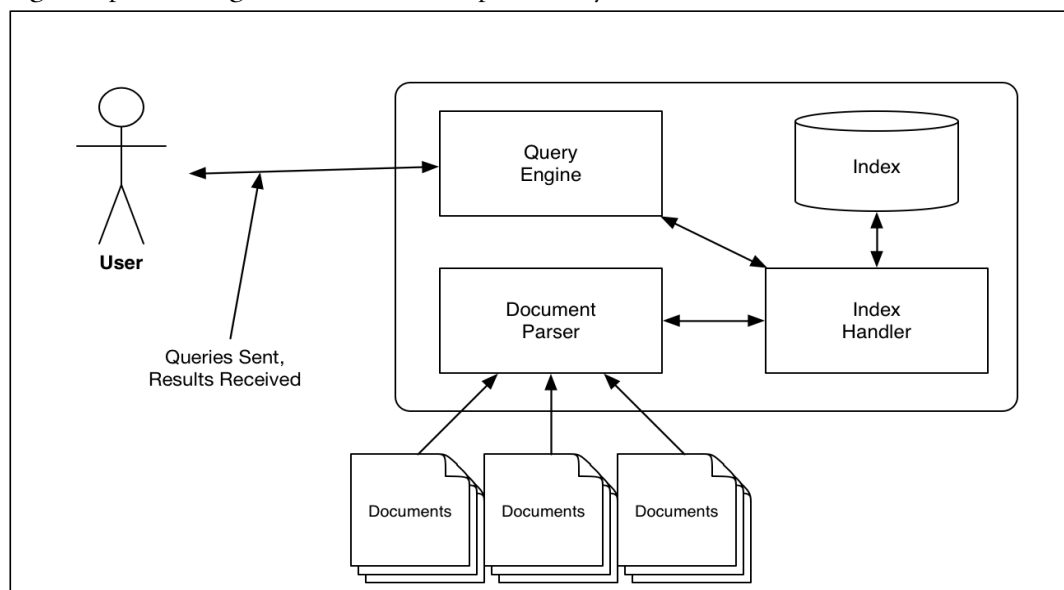 Query
Engine
Index
User
Document
Parser
Index
Handler
Queries Sent,
Results Received
Documents
Documents
Documents